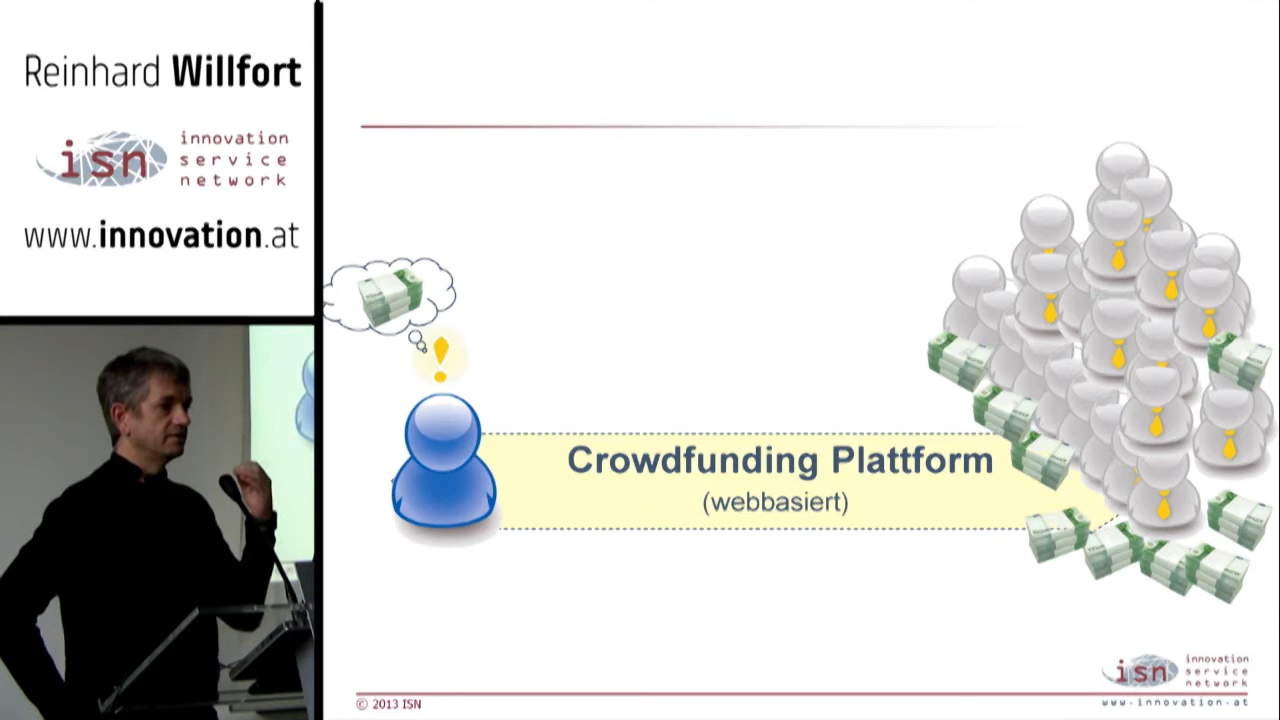 Reinhard Willfort
isn
innovation
service
network
www.innovation.at
Crowdfunding Plattform
(webbasiert)
© 2013 ISN
isn
innovation
service
network
www.innovation.at